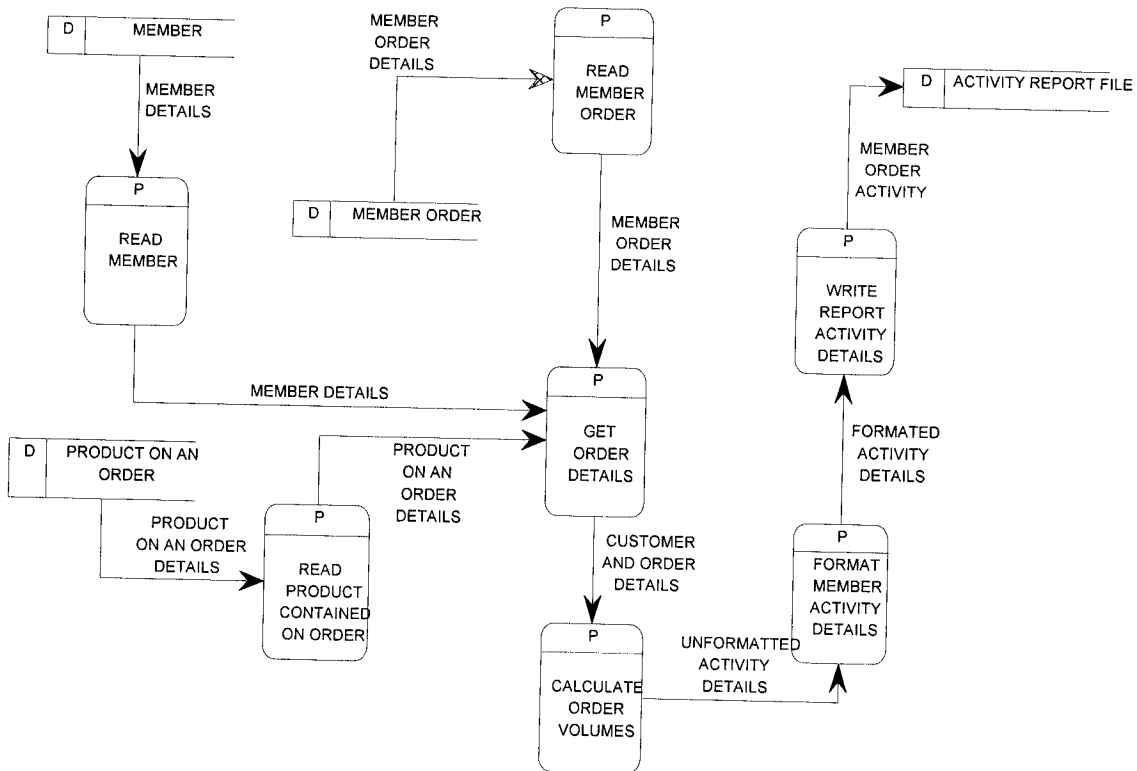 D MEMBER
MEMBER
DETAILS
P
READ
MEMBER
MEMBER
ORDER
DETAILS
P
READ
MEMBER
ORDER
D MEMBER ORDER
MEMBER
ORDER
DETAILS
D ACTIVITY REPORT FILE
MEMBER
ORDER
ACTIVITY
P
WRITE
REPORT
ACTIVITY
DETAILS
MEMBER DETAILS
P
GET
ORDER
DETAILS
D PRODUCT ON AN
ORDER
PRODUCT
ON AN ORDER
DETAILS
PRODUCT
ON AN
ORDER
DETAILS
P
READ
PRODUCT
CONTAINED
ON ORDER
CUSTOMER
AND ORDER
DETAILS
P
CALCULATE
ORDER
VOLUMES
UNFORMATTED
ACTIVITY
DETAILS
P
FORMAT
MEMBER
ACTIVITY
DETAILS
FORMATED
ACTIVITY
DETAILS